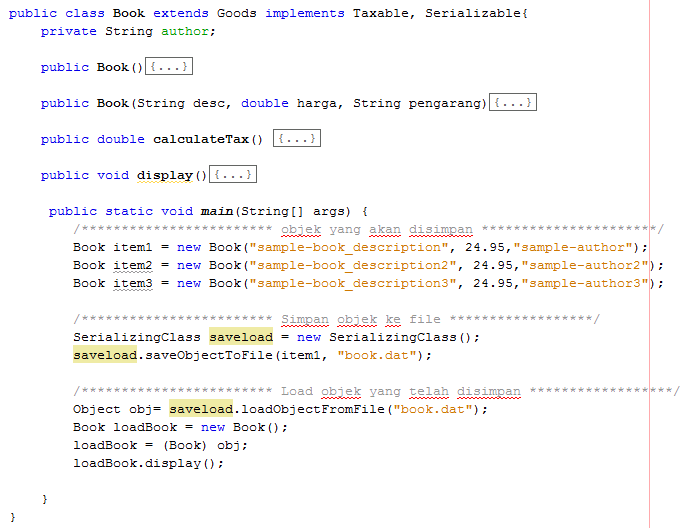 public class Book extends Goods implements Taxable, Serializable{
    private String author;
    public Book(){...}
    public Book(String desc, double harga, String pengarang){...}
    public double calculateTax() {...}
    public void display(){...}
     public static void main(String[] args) {
        /************************ objek yang akan disimpan **********************/
        Book item1 = new Book("sample-book_description", 24.95,"sample-author");
        Book item2 = new Book("sample-book_description2", 24.95,"sample-author2");
        Book item3 = new Book("sample-book_description3", 24.95,"sample-author3");
        /************************ Simpan objek ke file ******************/
        SerializingClass saveload = new SerializingClass();
        saveload.saveObjectToFile(item1, "book.dat");
        /************************ Load objek yang telah disimpan ******************/
        Object obj= saveload.loadObjectFromFile("book.dat");
        Book loadBook = new Book();
        loadBook = (Book) obj;
        loadBook.display();
    }
}